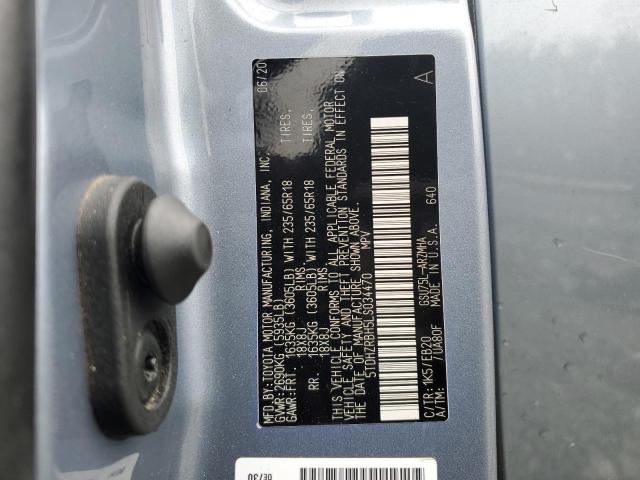 MFD.BY:TOYOTA MOTOR MANUFACTURING, INDIANA, INC. 06/20
GVWR: 2690KG (5935LB)
GAWR:FRT. 1635KG (3605LB) WITH 235/65R18 TIRES,
18X8J RIMS
RR. 1635KG (3605LB) WITH 235/65R18 TIRES,
18X8J RIMS
THIS VEHICLE CONFORMS TO ALL APPLICABLE FEDERAL MOTOR
VEHICLE SAFETY AND THEFT PREVENTION STANDARDS IN EFFECT ON
THE DATE OF MANUFACTURE SHOWN ABOVE.
5TDHZRBH5LS034470 MPV
C/TR:1K5/EB20 GSU75L-ARZMHA
A/TM: /UA80F MADE IN U.S.A. 640
A